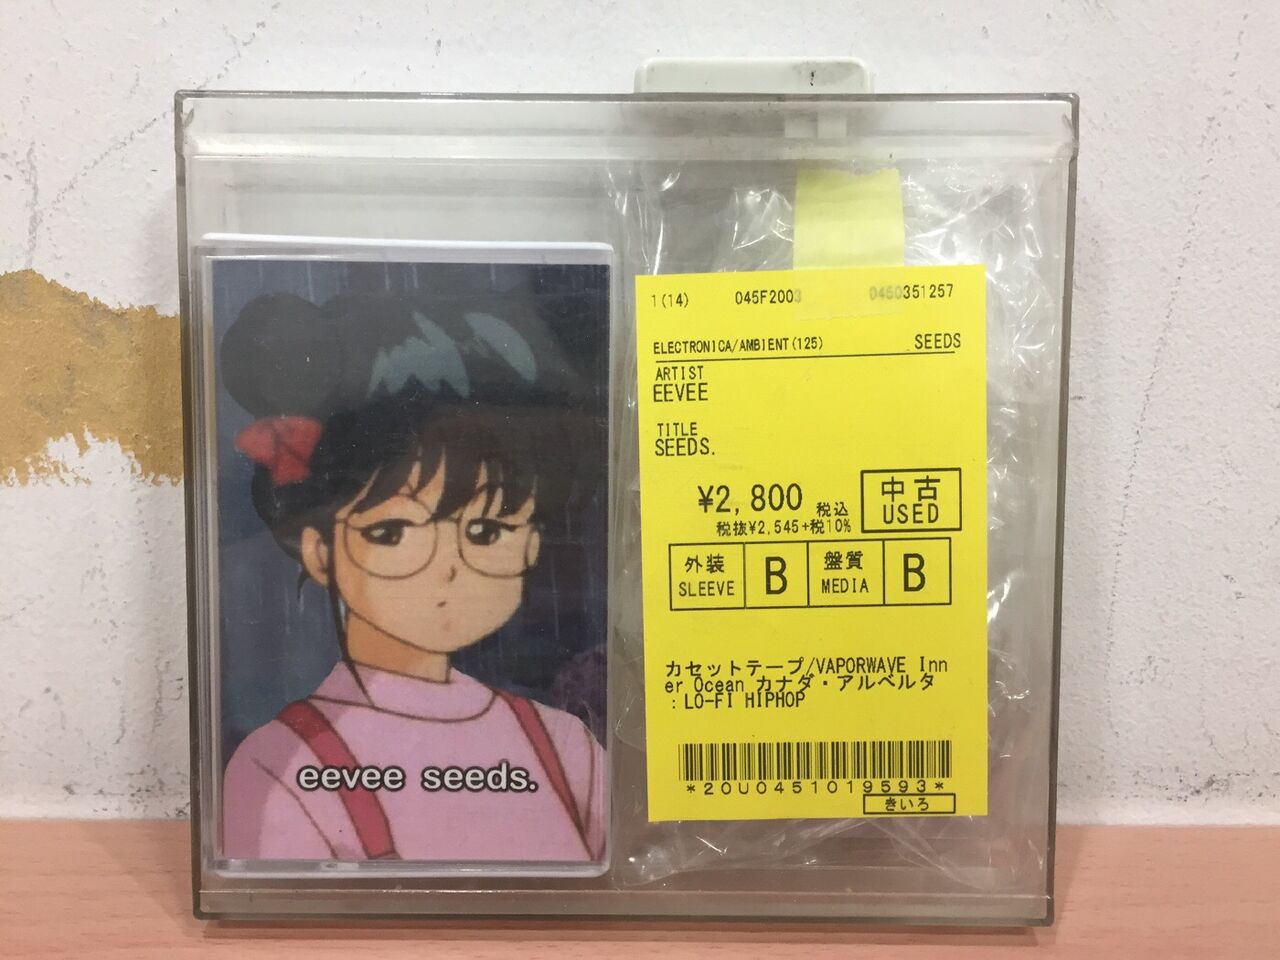 eevee seeds.
1(14) 045F2003 0450351257
ELECTRONICA/AMBIENT(125) SEEDS
ARTIST
EEVEE
TITLE
SEEDS.
¥2,800 税込
税抜¥2,545+税10%
中古
USED
外装
SLEEVE
B
盤質
MEDIA
B
カセットテープ/VAPORWAVE Inn
er Ocean カナダ・アルベルタ
:LO-FI HIPHOP
*20U0451019593*
きいろ